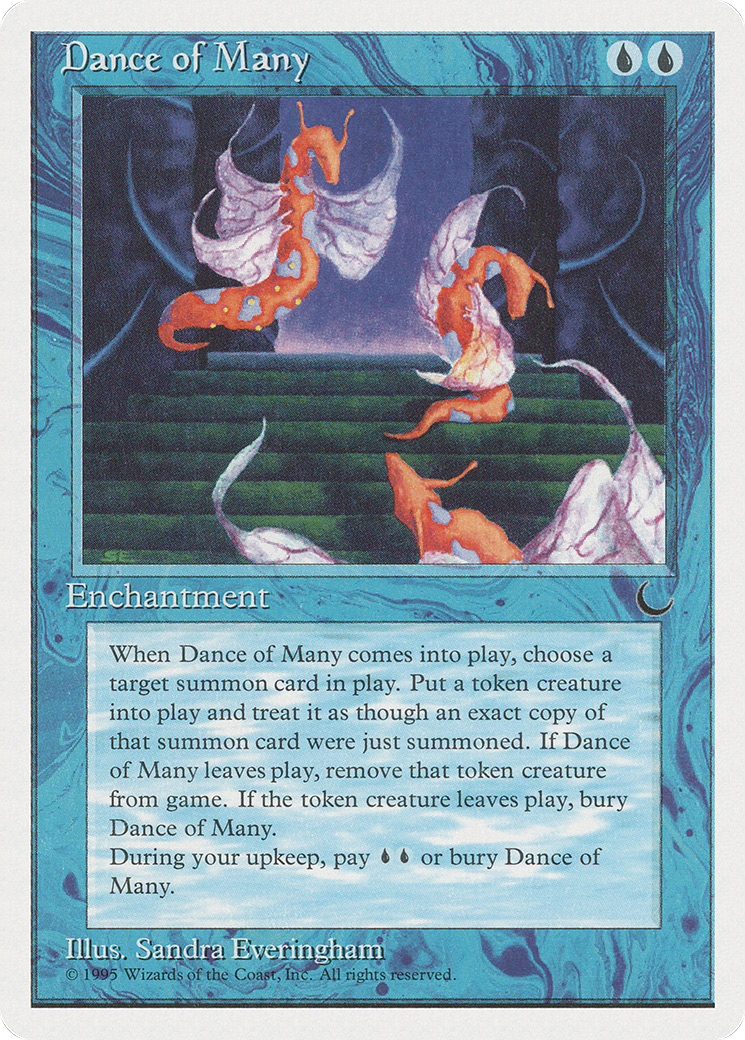 Dance of Many
SE
Enchantment
When Dance of Many comes into play, choose a
target summon card in play. Put a token creature
into play and treat it as though an exact copy of
that summon card were just summoned. If Dance
of Many leaves play, remove that token creature
from game. If the token creature leaves play, bury
Dance of Many.
During your upkeep, pay or bury Dance of
Many.
Illus. Sandra Everingham
© 1995 Wizards of the Coast, Inc. All rights reserved.